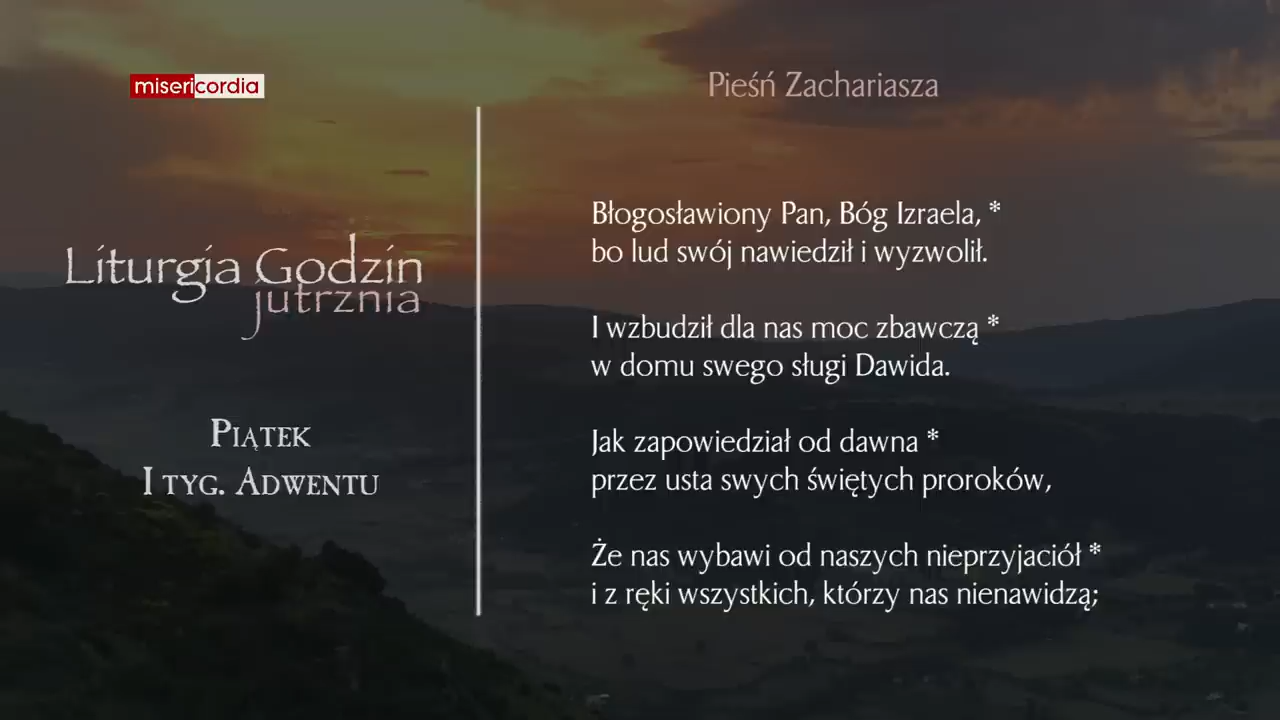 misericordia
Liturgia Godzin
jutrznia
Piątek
I tyg. Adwentu
Pieśń Zachariasza
Błogosławiony Pan, Bóg Izraela, *
bo lud swój nawiedził i wyzwolił.
I wzbudził dla nas moc zbawczą *
w domu swego sługi Dawida.
Jak zapowiedział od dawna *
przez usta swych świętych proroków,
Że nas wybawi od naszych nieprzyjaciół *
i z ręki wszystkich, którzy nas nienawidzą;